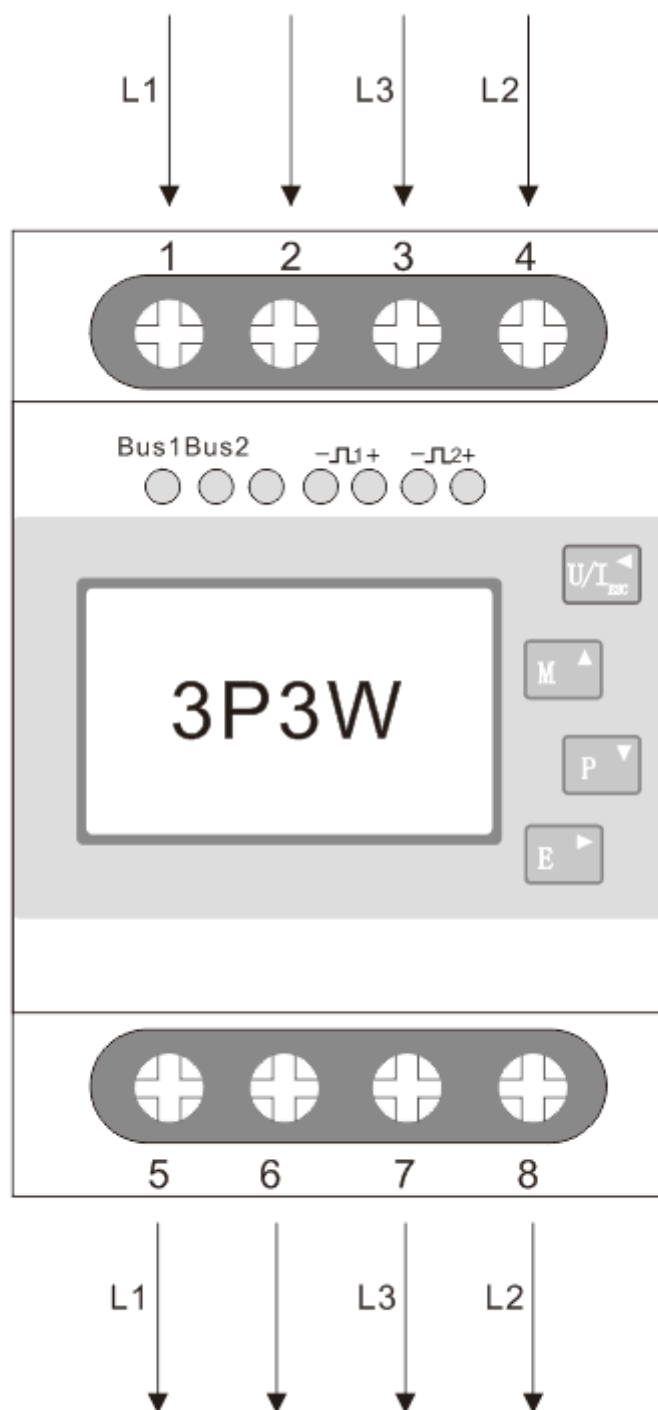 L1 L3 L2
1 2 3 4
Bus1Bus2 -⎍1+ -⎍2+
U/I ESC
M
3P3W
P
E
5 6 7 8
L1 L3 L2